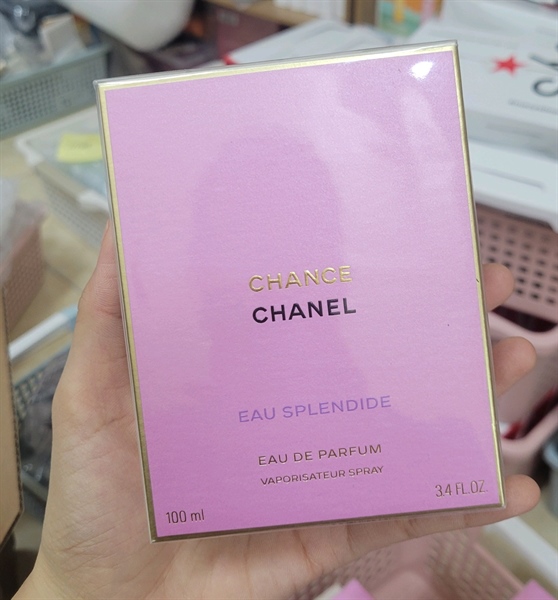 CHANCE
CHANEL
EAU SPLENDIDE
EAU DE PARFUM
VAPORISATEUR SPRAY
100 ml
3.4 FL.OZ.